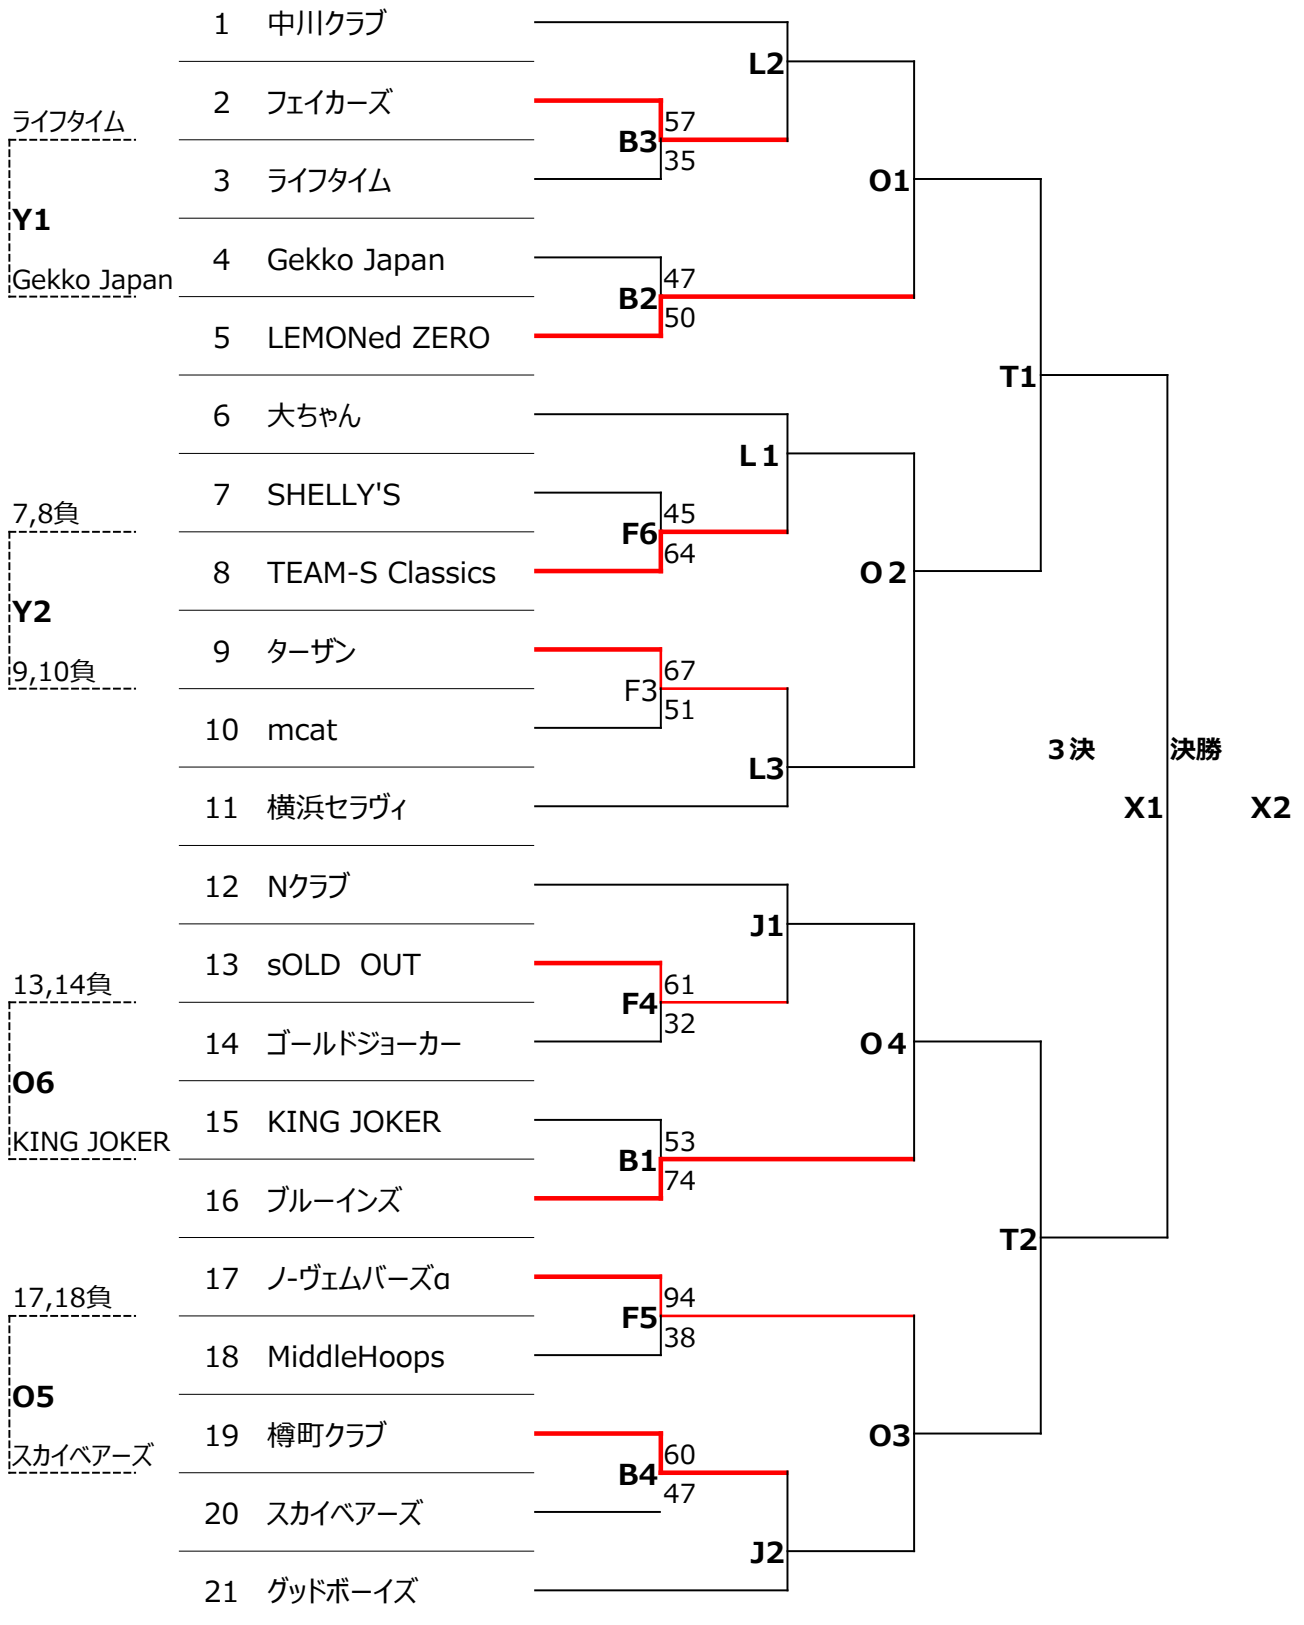 1 中川クラブ
L2
2 フェイカーズ
ライフタイム
57
B3
35
3 ライフタイム
O1
Y1
4 Gekko Japan
Gekko Japan
47
B2
50
5 LEMONed ZERO
T1
6 大ちゃん
L１
7 SHELLY'S
7,8負
45
F6
64
8 TEAM-S Classics
O２
Y2
9 ターザン
9,10負
67
F3
51
10 mcat
３決
決勝
L3
11 横浜セラヴィ
X1
X2
12 Nクラブ
J1
13 sOLD OUT
13,14負
61
F4
32
14 ゴールドジョーカー
O４
O6
15 KING JOKER
KING JOKER
53
B1
74
16 ブルーインズ
T2
17 ノ-ヴェムバーズα
17,18負
94
F5
38
18 MiddleHoops
O5
19 樽町クラブ
O3
スカイベアーズ
60
B4
47
20 スカイベアーズ
J2
21 グッドボーイズ